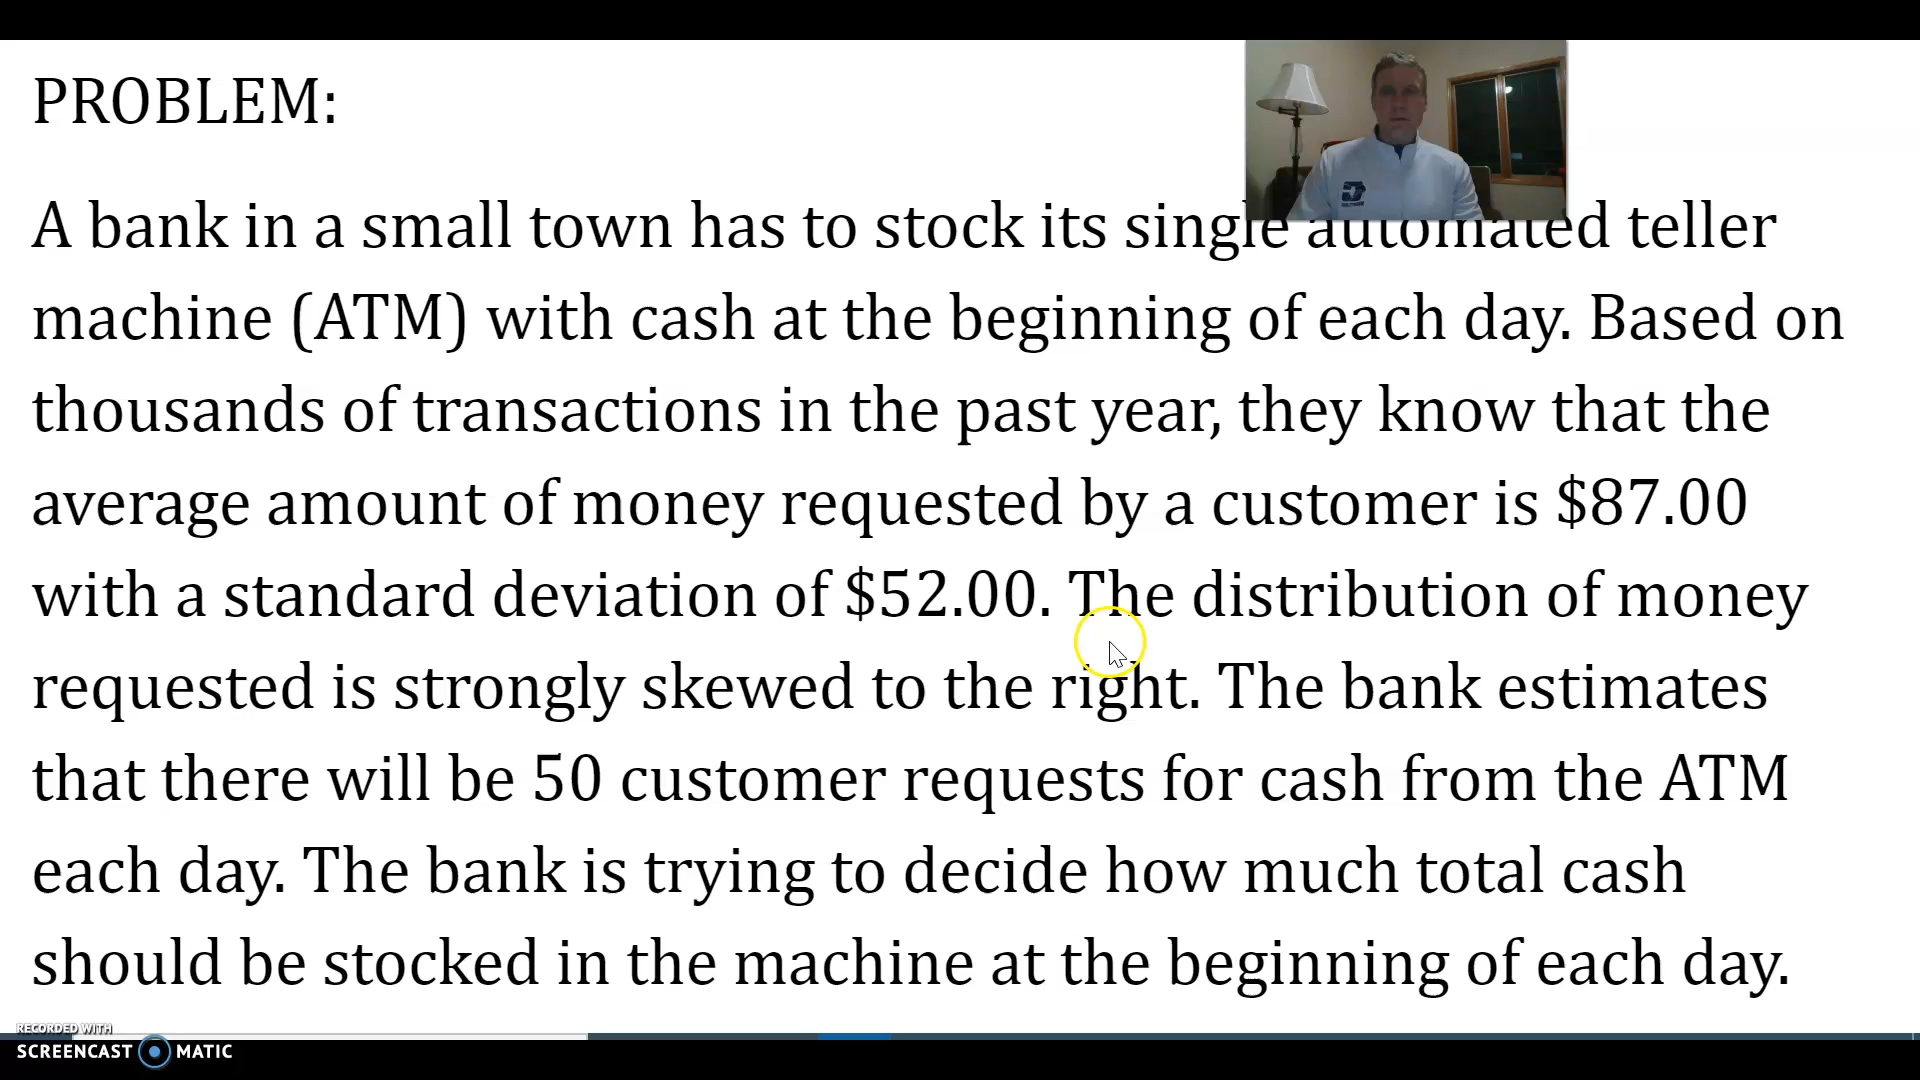 PROBLEM:
A bank in a small town has to stock its single automated teller
machine (ATM) with cash at the beginning of each day. Based on
thousands of transactions in the past year, they know that the
average amount of money requested by a customer is $87.00
with a standard deviation of $52.00. The distribution of money
requested is strongly skewed to the right. The bank estimates
that there will be 50 customer requests for cash from the ATM
each day. The bank is trying to decide how much total cash
should be stocked in the machine at the beginning of each day.
RECORDED WITH
SCREENCAST MATIC